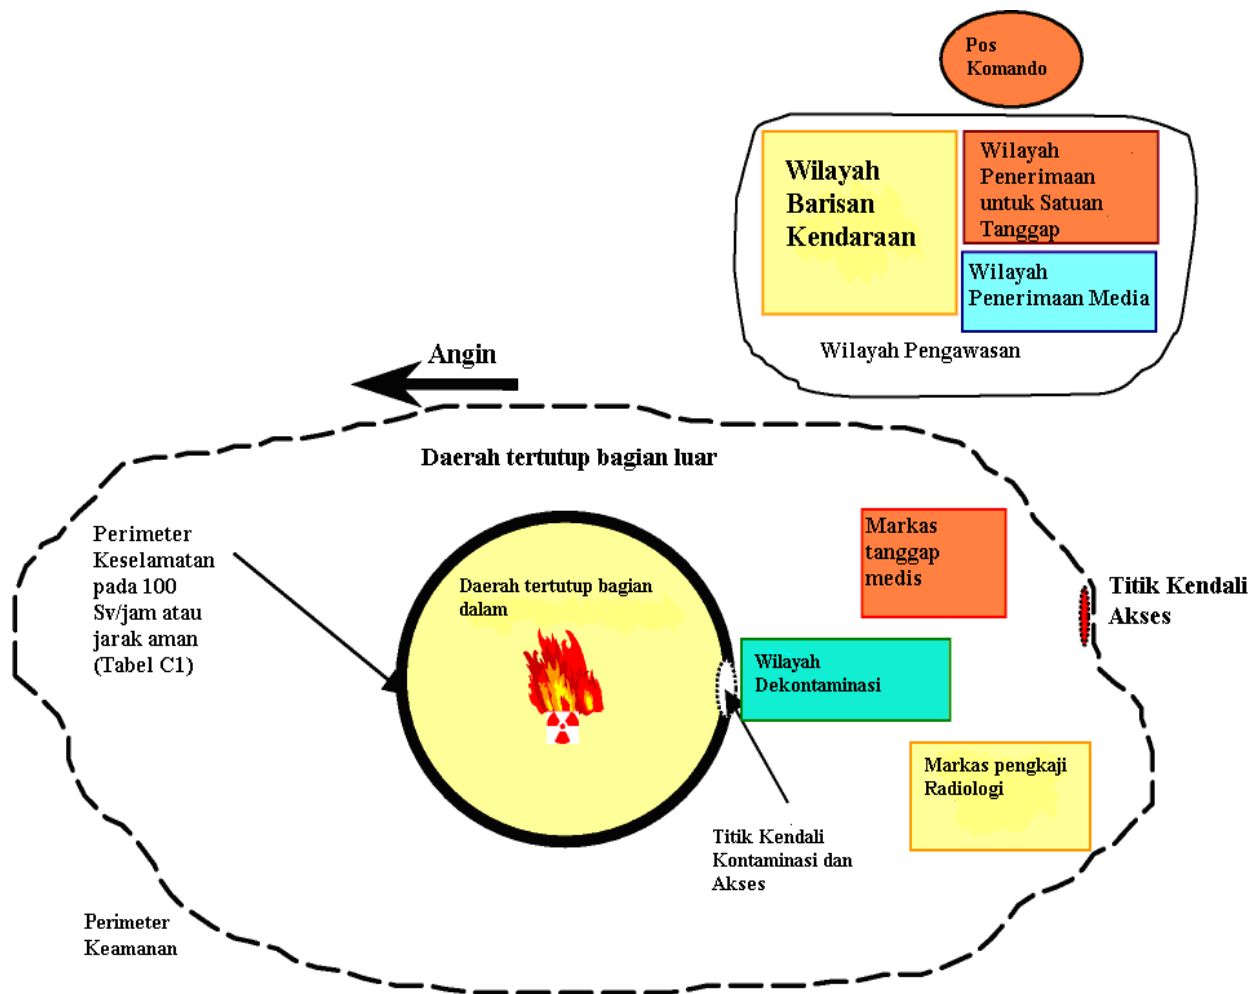 Pos
Komando
Wilayah
Barisan
Kendaraan
Wilayah
Penerimaan
untuk Satuan
Tanggap
Wilayah
Penerimaan Media
Wilayah Pengawasan
Angin
Daerah tertutup bagian luar
Perimeter
Keselamatan
pada 100
Sv/jam atau
jarak aman
(Tabel C1)
Daerah tertutup bagian
dalam
Markas
tanggap
medis
Titik Kendali
Akses
Wilayah
Dekontaminasi
Markas pengkaji
Radiologi
Titik Kendali
Kontaminasi dan
Akses
Perimeter
Keamanan